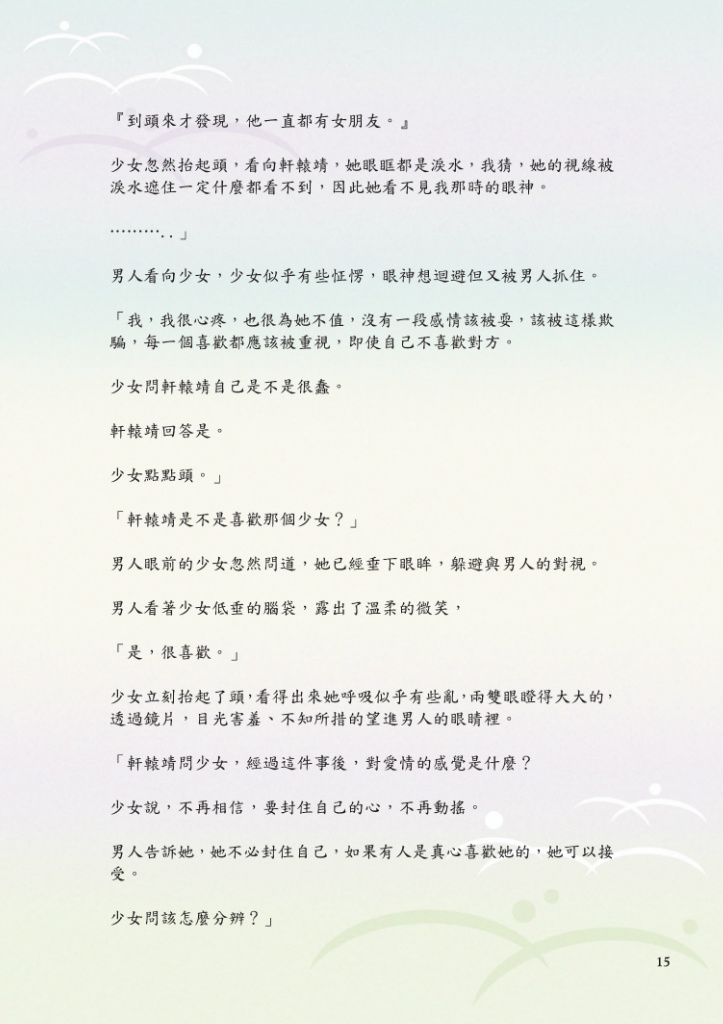 『到頭來才發現，他一直都有女朋友。』
少女忽然抬起頭，看向軒轅靖，她眼眶都是淚水，我猜，她的視線被
淚水遮住一定什麼都看不到，因此她看不見我那時的眼神。
………..」
男人看向少女，少女似乎有些怔愕，眼神想迴避但又被男人抓住。
「我，我很心疼，也很為她不值，沒有一段感情該被耍，該被這樣欺
騙，每一個喜歡都應該被重視，即使自己不喜歡對方。
少女問軒轅靖自己是不是很蠢。
軒轅靖回答是。
少女點點頭。」
「軒轅靖是不是喜歡那個少女？」
男人眼前的少女忽然問道，她已經垂下眼眸，躲避與男人的對視。
男人看著少女低垂的腦袋，露出了溫柔的微笑，
「是，很喜歡。」
少女立刻抬起了頭，看得出來她呼吸似乎有些亂，兩雙眼瞪得大大的，
透過鏡片，目光害羞、不知所措的望進男人的眼睛裡。
「軒轅靖問少女，經過這件事後，對愛情的感覺是什麼？
少女說，不再相信，要封住自己的心，不再動搖。
男人告訴她，她不必封住自己，如果有人是真心喜歡她的，她可以接
受。
少女問該怎麼分辨？」
15